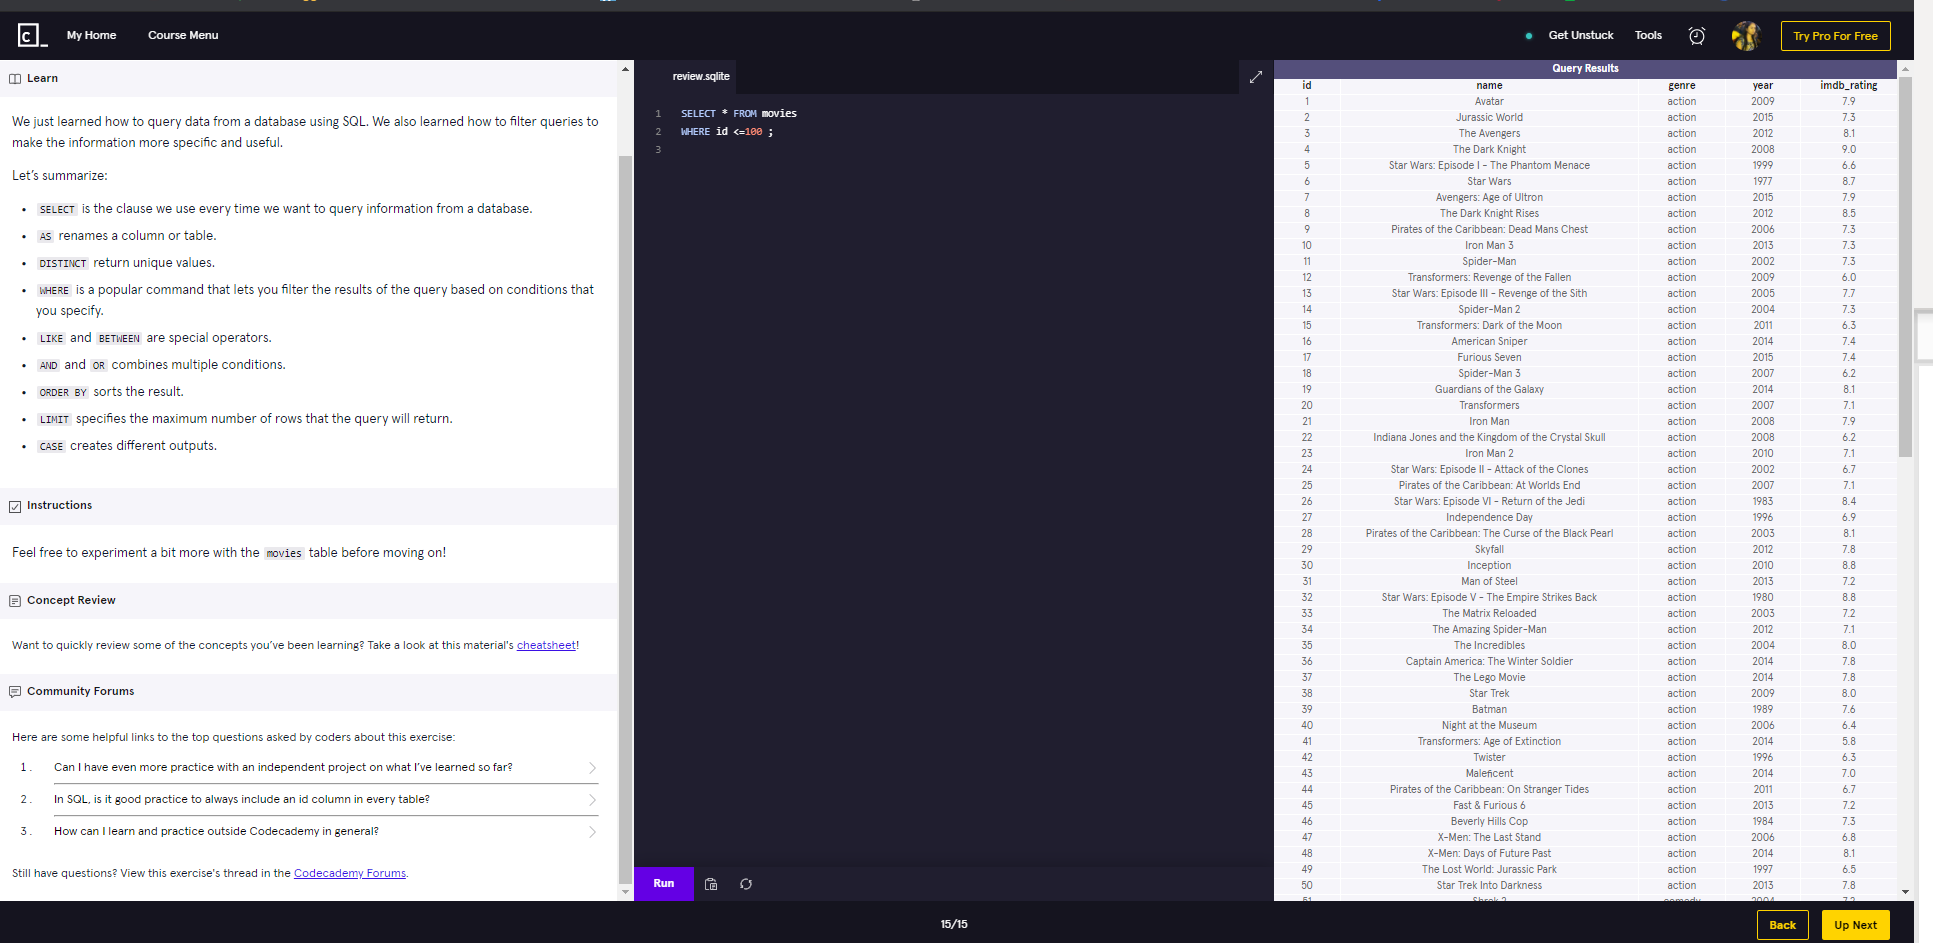 My Home Course Menu Get Unstuck Tools Try Pro For Free
Learn
We just learned how to query data from a database using SQL. We also learned how to filter queries to
make the information more specific and useful.
Let's summarize:
• SELECT is the clause we use every time we want to query information from a database.
• AS renames a column or table.
• DISTINCT return unique values.
• WHERE is a popular command that lets you filter the results of the query based on conditions that
you specify.
• LIKE and BETWEEN are special operators.
• AND and OR combines multiple conditions.
• ORDER BY sorts the result.
• LIMIT specifies the maximum number of rows that the query will return.
• CASE creates different outputs.
Instructions
Feel free to experiment a bit more with the movies table before moving on!
Concept Review
Want to quickly review some of the concepts you've been learning? Take a look at this material's cheatsheet!
Community Forums
Here are some helpful links to the top questions asked by coders about this exercise:
1. Can I have even more practice with an independent project on what I've learned so far?
2. In SQL, is it good practice to always include an id column in every table?
3. How can I learn and practice outside Codecademy in general?
Still have questions? View this exercise's thread in the Codecademy Forums.
review.sqlite
1 SELECT * FROM movies
2 WHERE id <=100 ;
3
Run
Query Results
id name genre year imdb_rating
1 Avatar action 2009 7.9
2 Jurassic World action 2015 7.3
3 The Avengers action 2012 8.1
4 The Dark Knight action 2008 9.0
5 Star Wars: Episode I - The Phantom Menace action 1999 6.6
6 Star Wars action 1977 8.7
7 Avengers: Age of Ultron action 2015 7.9
8 The Dark Knight Rises action 2012 8.5
9 Pirates of the Caribbean: Dead Mans Chest action 2006 7.3
10 Iron Man 3 action 2013 7.3
11 Spider-Man action 2002 7.3
12 Transformers: Revenge of the Fallen action 2009 6.0
13 Star Wars: Episode III - Revenge of the Sith action 2005 7.7
14 Spider-Man 2 action 2004 7.3
15 Transformers: Dark of the Moon action 2011 6.3
16 American Sniper action 2014 7.4
17 Furious Seven action 2015 7.4
18 Spider-Man 3 action 2007 6.2
19 Guardians of the Galaxy action 2014 8.1
20 Transformers action 2007 7.1
21 Iron Man action 2008 7.9
22 Indiana Jones and the Kingdom of the Crystal Skull action 2008 6.2
23 Iron Man 2 action 2010 7.1
24 Star Wars: Episode II - Attack of the Clones action 2002 6.7
25 Pirates of the Caribbean: At Worlds End action 2007 7.1
26 Star Wars: Episode VI - Return of the Jedi action 1983 8.4
27 Independence Day action 1996 6.9
28 Pirates of the Caribbean: The Curse of the Black Pearl action 2003 8.1
29 Skyfall action 2012 7.8
30 Inception action 2010 8.8
31 Man of Steel action 2013 7.2
32 Star Wars: Episode V - The Empire Strikes Back action 1980 8.8
33 The Matrix Reloaded action 2003 7.2
34 The Amazing Spider-Man action 2012 7.1
35 The Incredibles action 2004 8.0
36 Captain America: The Winter Soldier action 2014 7.8
37 The Lego Movie action 2014 7.8
38 Star Trek action 2009 8.0
39 Batman action 1989 7.6
40 Night at the Museum action 2006 6.4
41 Transformers: Age of Extinction action 2014 5.8
42 Twister action 1996 6.3
43 Maleficent action 2014 7.0
44 Pirates of the Caribbean: On Stranger Tides action 2011 6.7
45 Fast & Furious 6 action 2013 7.2
46 Beverly Hills Cop action 1984 7.3
47 X-Men: The Last Stand action 2006 6.8
48 X-Men: Days of Future Past action 2014 8.1
49 The Lost World: Jurassic Park action 1997 6.5
50 Star Trek Into Darkness action 2013 7.8
51 Shrek 2 comedy 2004 7.2
15/15
Back Up Next